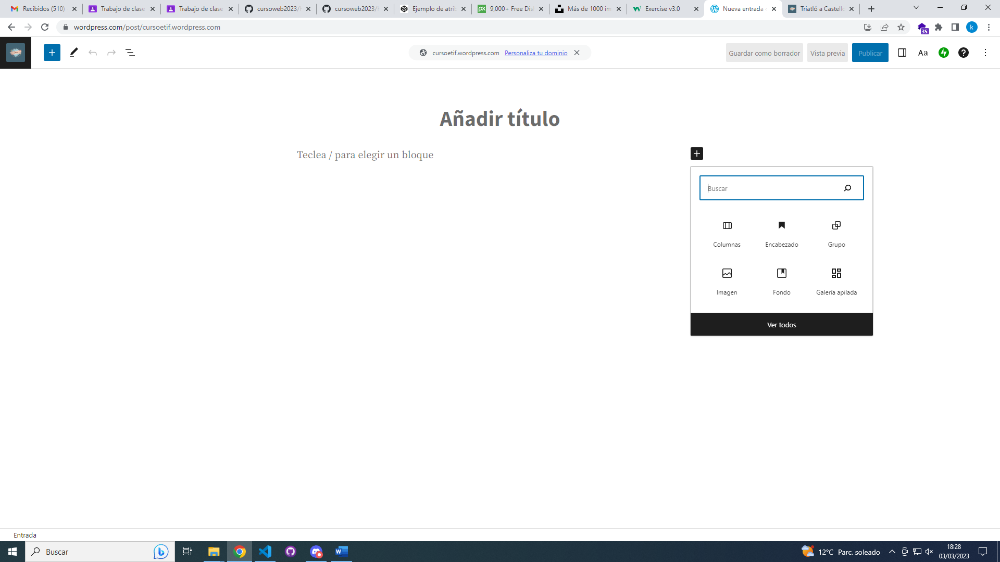 Recibidos (510)
Trabajo de clase
Trabajo de clase
cursoweb2023/
cursoweb2023/
Ejemplo de atrib
9,000+ Free Dis
Más de 1000 im
Exercise v3.0
Nueva entrada
Triatló a Castell
wordpress.com/post/cursoetif.wordpress.com
35
k
cursoetif.wordpress.com Personaliza tu dominio
Guardar como borrador
Vista previa
Publicar
Aa
Añadir título
Teclea / para elegir un bloque
Buscar
Columnas
Encabezado
Grupo
Imagen
Fondo
Galería apilada
Ver todos
Entrada
Buscar
12°C Parc. soleado
18:28
03/03/2023